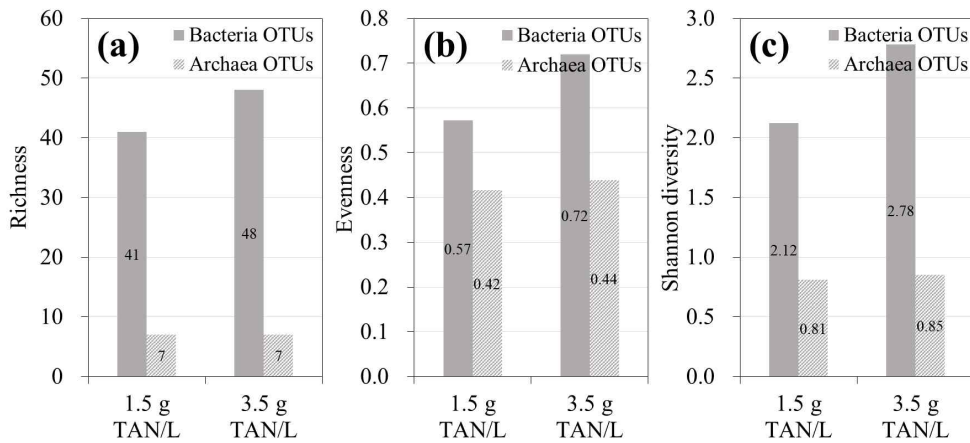 (a)
Bacteria OTUs
Archaea OTUs
Richness
60
50
40
30
20
10
0
41
7
48
7
1.5 g
TAN/L
3.5 g
TAN/L
(b)
Bacteria OTUs
Archaea OTUs
Evenness
0.8
0.7
0.6
0.5
0.4
0.3
0.2
0.1
0.0
0.57
0.42
0.72
0.44
1.5 g
TAN/L
3.5 g
TAN/L
(c)
Bacteria OTUs
Archaea OTUs
Shannon diversity
3.0
2.5
2.0
1.5
1.0
0.5
0.0
2.12
0.81
2.78
0.85
1.5 g
TAN/L
3.5 g
TAN/L